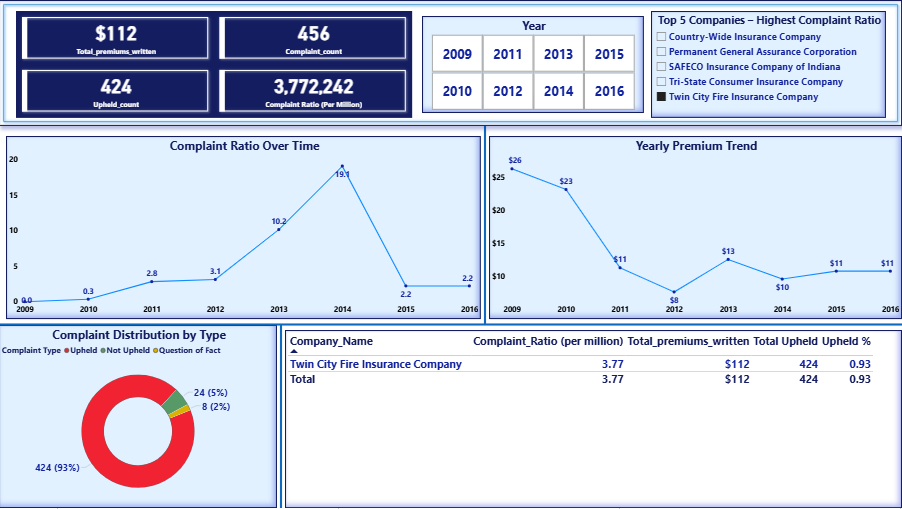 $112
Total_premiums_written
456
Complaint_count
424
Upheld_count
3,772,242
Complaint Ratio (Per Million)
Year
2009 2011 2013 2015
2010 2012 2014 2016
Top 5 Companies – Highest Complaint Ratio
Country-Wide Insurance Company
Permanent General Assurance Corporation
SAFECO Insurance Company of Indiana
Tri-State Consumer Insurance Company
Twin City Fire Insurance Company
Complaint Ratio Over Time
20
15
10
5
0
0.0
0.3
2.8
3.1
10.2
19.1
2.2
2.2
2009 2010 2011 2012 2013 2014 2015 2016
Yearly Premium Trend
$25
$20
$15
$10
$26
$23
$11
$8
$13
$10
$11
$11
2009 2010 2011 2012 2013 2014 2015 2016
Complaint Distribution by Type
Complaint Type Upheld Not Upheld Question of Fact
24 (5%)
8 (2%)
424 (93%)
Company_Name Complaint_Ratio (per million) Total_premiums_written Total Upheld Upheld %
Twin City Fire Insurance Company 3.77 $112 424 0.93
Total 3.77 $112 424 0.93